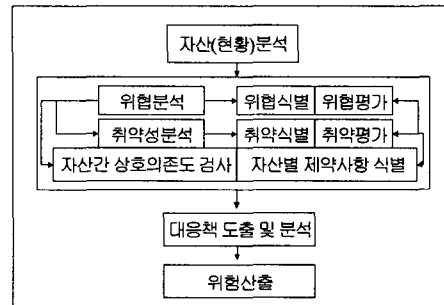 자산(현황)분석
위협분석 위협식별 위협평가
취약성분석 취약식별 취약평가
자산간 상호의존도 검사 자산별 제약사항 식별
대응책 도출 및 분석
위험산출